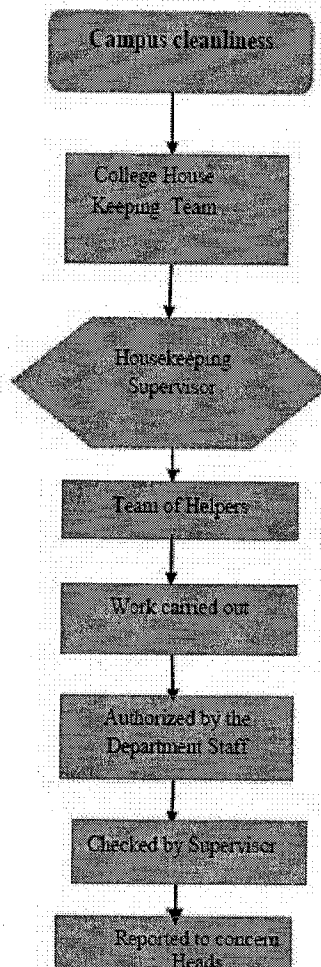 Campus cleanliness
College House
Keeping Team
Housekeeping
Supervisor
Team of Helpers
Work carried out
Authorized by the
Department Staff
Checked by Supervisor
Reported to concern
Heads